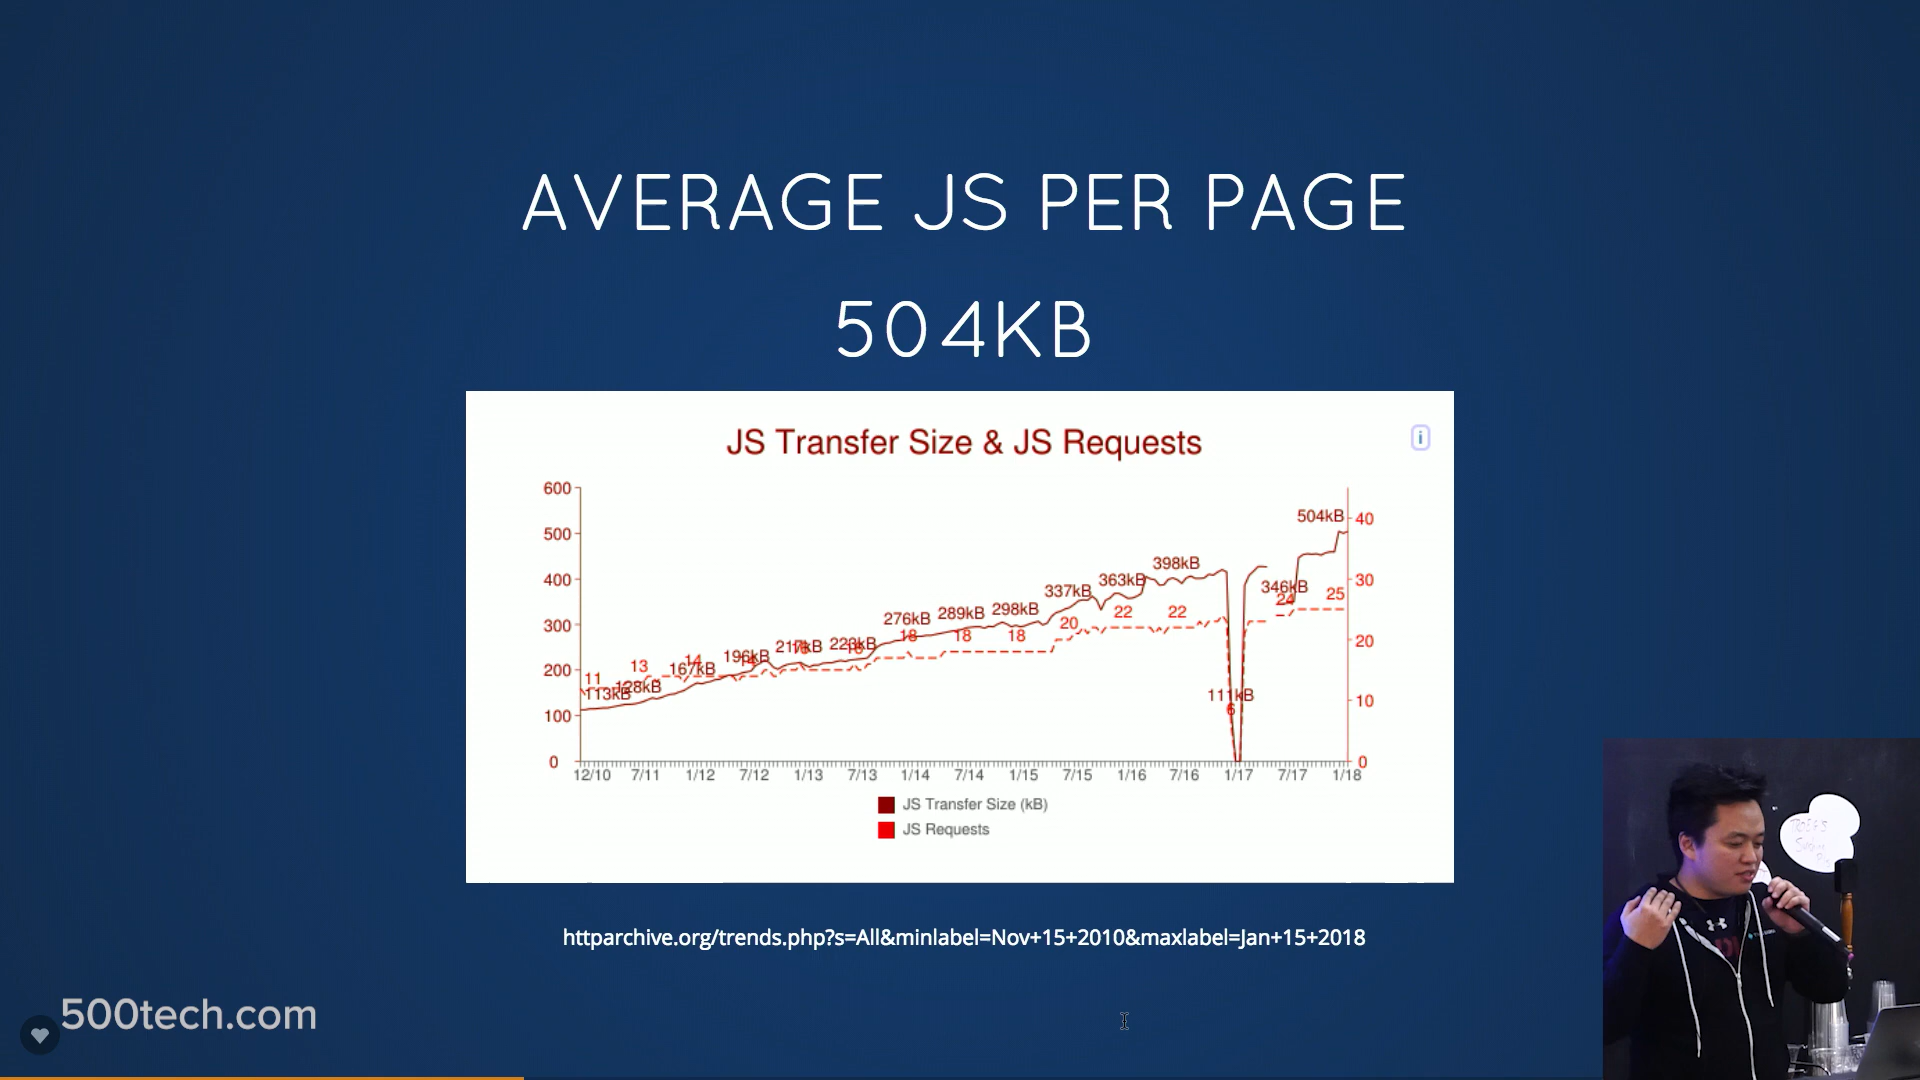 AVERAGE JS PER PAGE
504KB
JS Transfer Size & JS Requests
i
600
500
400
300
200
100
0
40
30
20
10
0
113kB
128kB
167kB
196kB
217kB
223kB
276kB
289kB
298kB
337kB
363kB
398kB
111kB
346kB
504kB
11
13
14
18
18
18
20
22
22
6
24
25
12/10 7/11 1/12 7/12 1/13 7/13 1/14 7/14 1/15 7/15 1/16 7/16 1/17 7/17 1/18
JS Transfer Size (kB)
JS Requests
httparchive.org/trends.php?s=All&minlabel=Nov+15+2010&maxlabel=Jan+15+2018
500tech.com